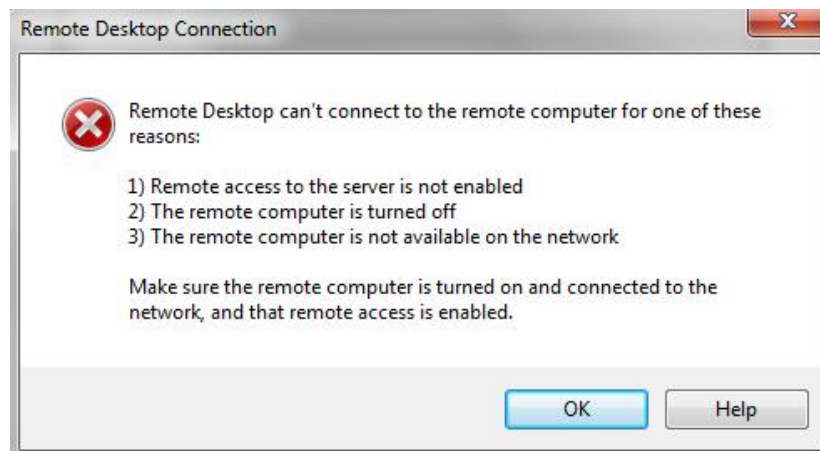 Remote Desktop Connection
Remote Desktop can't connect to the remote computer for one of these
reasons:
1) Remote access to the server is not enabled
2) The remote computer is turned off
3) The remote computer is not available on the network
Make sure the remote computer is turned on and connected to the
network, and that remote access is enabled.
OK
Help